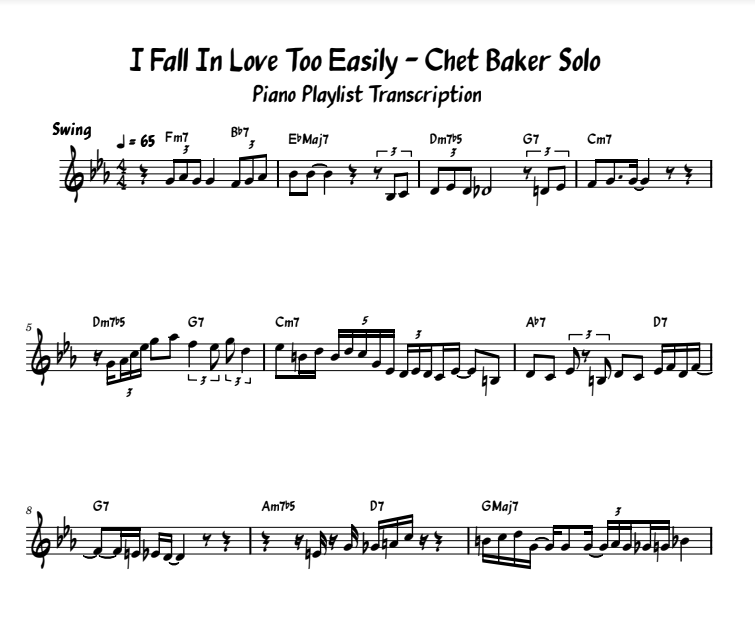 I Fall In Love Too Easily - Chet Baker Solo
Piano Playlist Transcription
Swing
♩ = 65 Fm7 B♭7 E♭Maj7 Dm7♭5 G7 Cm7
3 3 3 3 3
4
4
5 Dm7♭5 G7 Cm7 A♭7 D7
5 3 3
3 3 3
8 G7 Am7♭5 D7 GMaj7
3